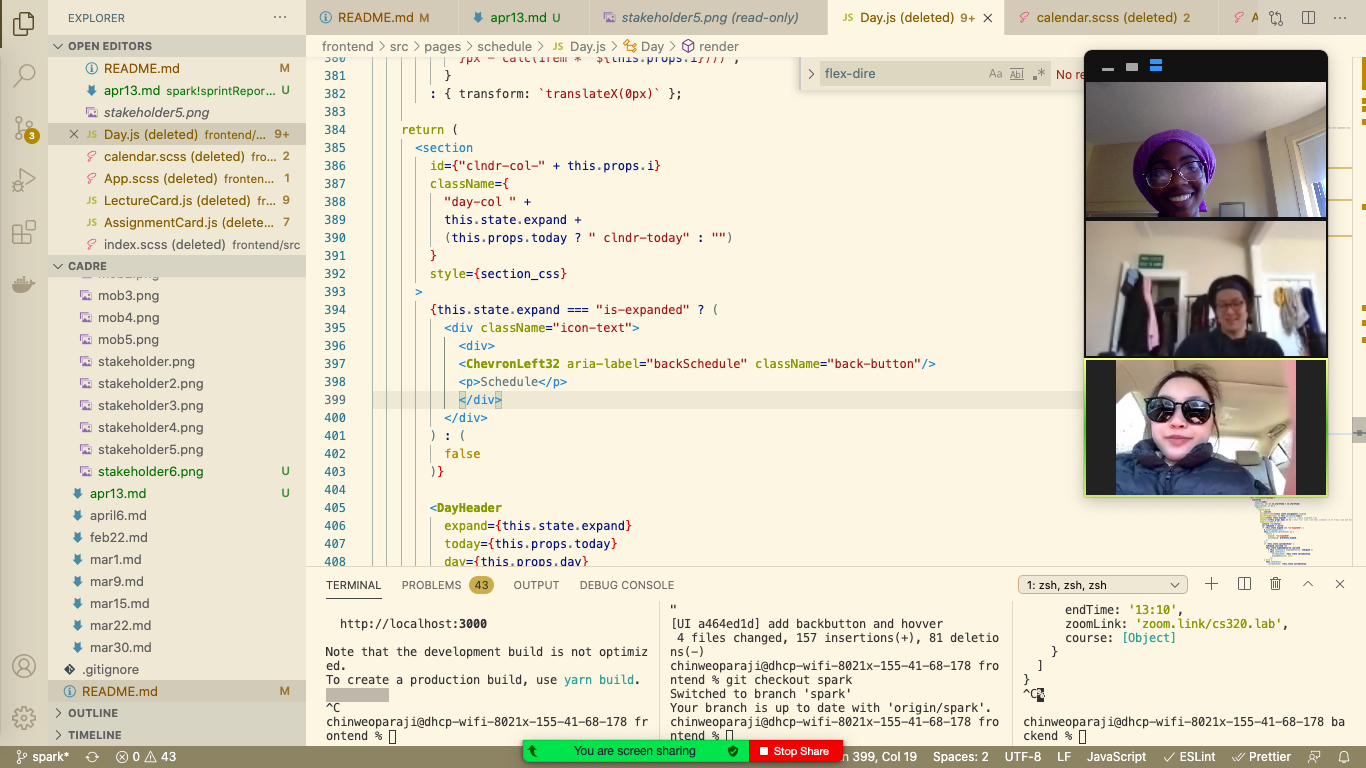 EXPLORER
OPEN EDITORS
README.md M
apr13.md spark!sprintRepor... U
stakeholder5.png
Day.js (deleted) frontend/... 9+
calendar.scss (deleted) fro... 2
App.scss (deleted) fronten... 1
LectureCard.js (deleted) fr... 9
AssignmentCard.js (delete... 7
index.scss (deleted) frontend/src
CADRE
mob3.png
mob4.png
mob5.png
stakeholder.png
stakeholder2.png
stakeholder3.png
stakeholder4.png
stakeholder5.png
stakeholder6.png U
apr13.md U
april6.md
feb22.md
mar1.md
mar9.md
mar15.md
mar22.md
mar30.md
.gitignore
README.md M
OUTLINE
TIMELINE
3
README.md M
apr13.md U
stakeholder5.png (read-only)
Day.js (deleted) 9+
calendar.scss (deleted) 2
frontend > src > pages > schedule > Day.js > Day > render
flex-dire
Aa Abl .*
No re
380 }px - calc(1rem * ${this.props.i}))`,
381 }
382 : { transform: `translateX(0px)` };
383
384 return (
385 <section
386 id={"clndr-col-" + this.props.i}
387 className={
388 "day-col " +
389 this.state.expand +
390 (this.props.today ? " clndr-today" : "")
391 }
392 style={section_css}
393 >
394 {this.state.expand === "is-expanded" ? (
395 <div className="icon-text">
396 <div>
397 <ChevronLeft32 aria-label="backSchedule" className="back-button"/>
398 <p>Schedule</p>
399 </div>
400 </div>
401 ) : (
402 false
403 )}
404
405 <DayHeader
406 expand={this.state.expand}
407 today={this.props.today}
408 day={this.props.day}
TERMINAL PROBLEMS 43 OUTPUT DEBUG CONSOLE
1: zsh, zsh, zsh
http://localhost:3000
Note that the development build is not optimiz
ed.
To create a production build, use yarn build.
^C
chinweoparaji@dhcp-wifi-8021x-155-41-68-178 fr
ontend %
"
[UI a464ed1d] add backbutton and hovver
4 files changed, 157 insertions(+), 81 deletio
ns(-)
chinweoparaji@dhcp-wifi-8021x-155-41-68-178 fro
ntend % git checkout spark
Switched to branch 'spark'
Your branch is up to date with 'origin/spark'.
chinweoparaji@dhcp-wifi-8021x-155-41-68-178 fro
ntend %
endTime: '13:10',
zoomLink: 'zoom.link/cs320.lab',
course: [Object]
}
]
}
^C%
chinweoparaji@dhcp-wifi-8021x-155-41-68-178 ba
ckend %
You are screen sharing
Stop Share
spark* 0 43
Ln 399, Col 19 Spaces: 2 UTF-8 LF JavaScript ESLint Prettier